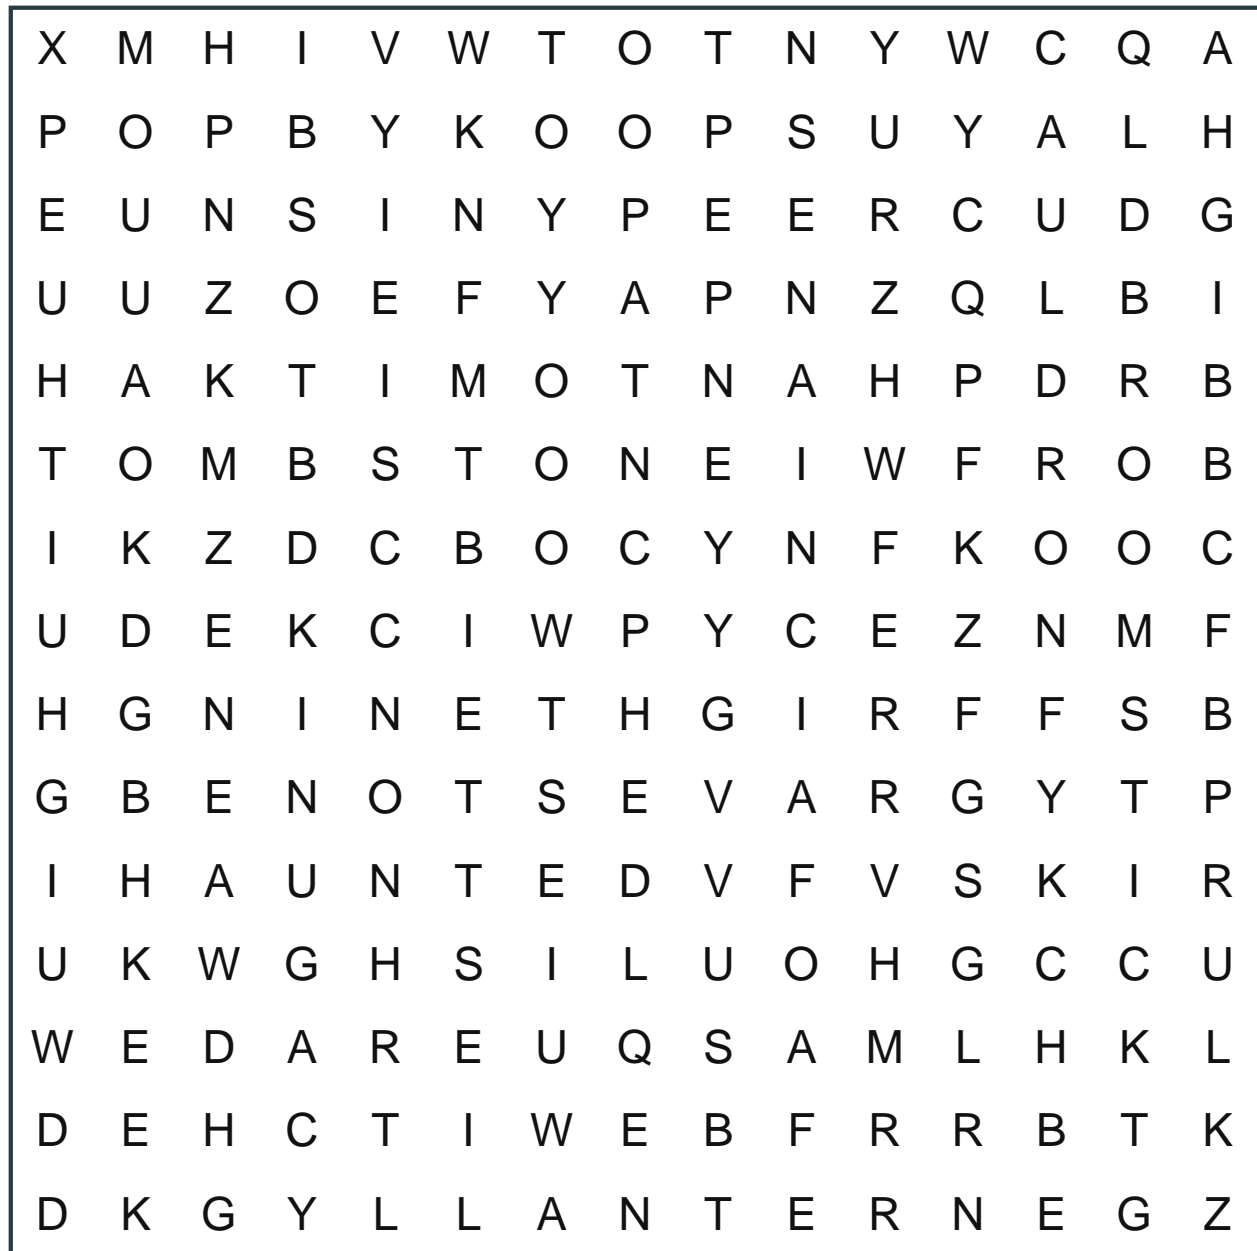 X M H I V W T O T N Y W C Q A
P O P B Y K O O P S U Y A L H
E U N S I N Y P E E R C U D G
U U Z O E F Y A P N Z Q L B I
H A K T I M O T N A H P D R B
T O M B S T O N E I W F R O B
I K Z D C B O C Y N F K O O C
U D E K C I W P Y C E Z N M F
H G N I N E T H G I R F F S B
G B E N O T S E V A R G Y T P
I H A U N T E D V F V S K I R
U K W G H S I L U O H G C C U
W E D A R E U Q S A M L H K L
D E H C T I W E B F R R B T K
D K G Y L L A N T E R N E G Z